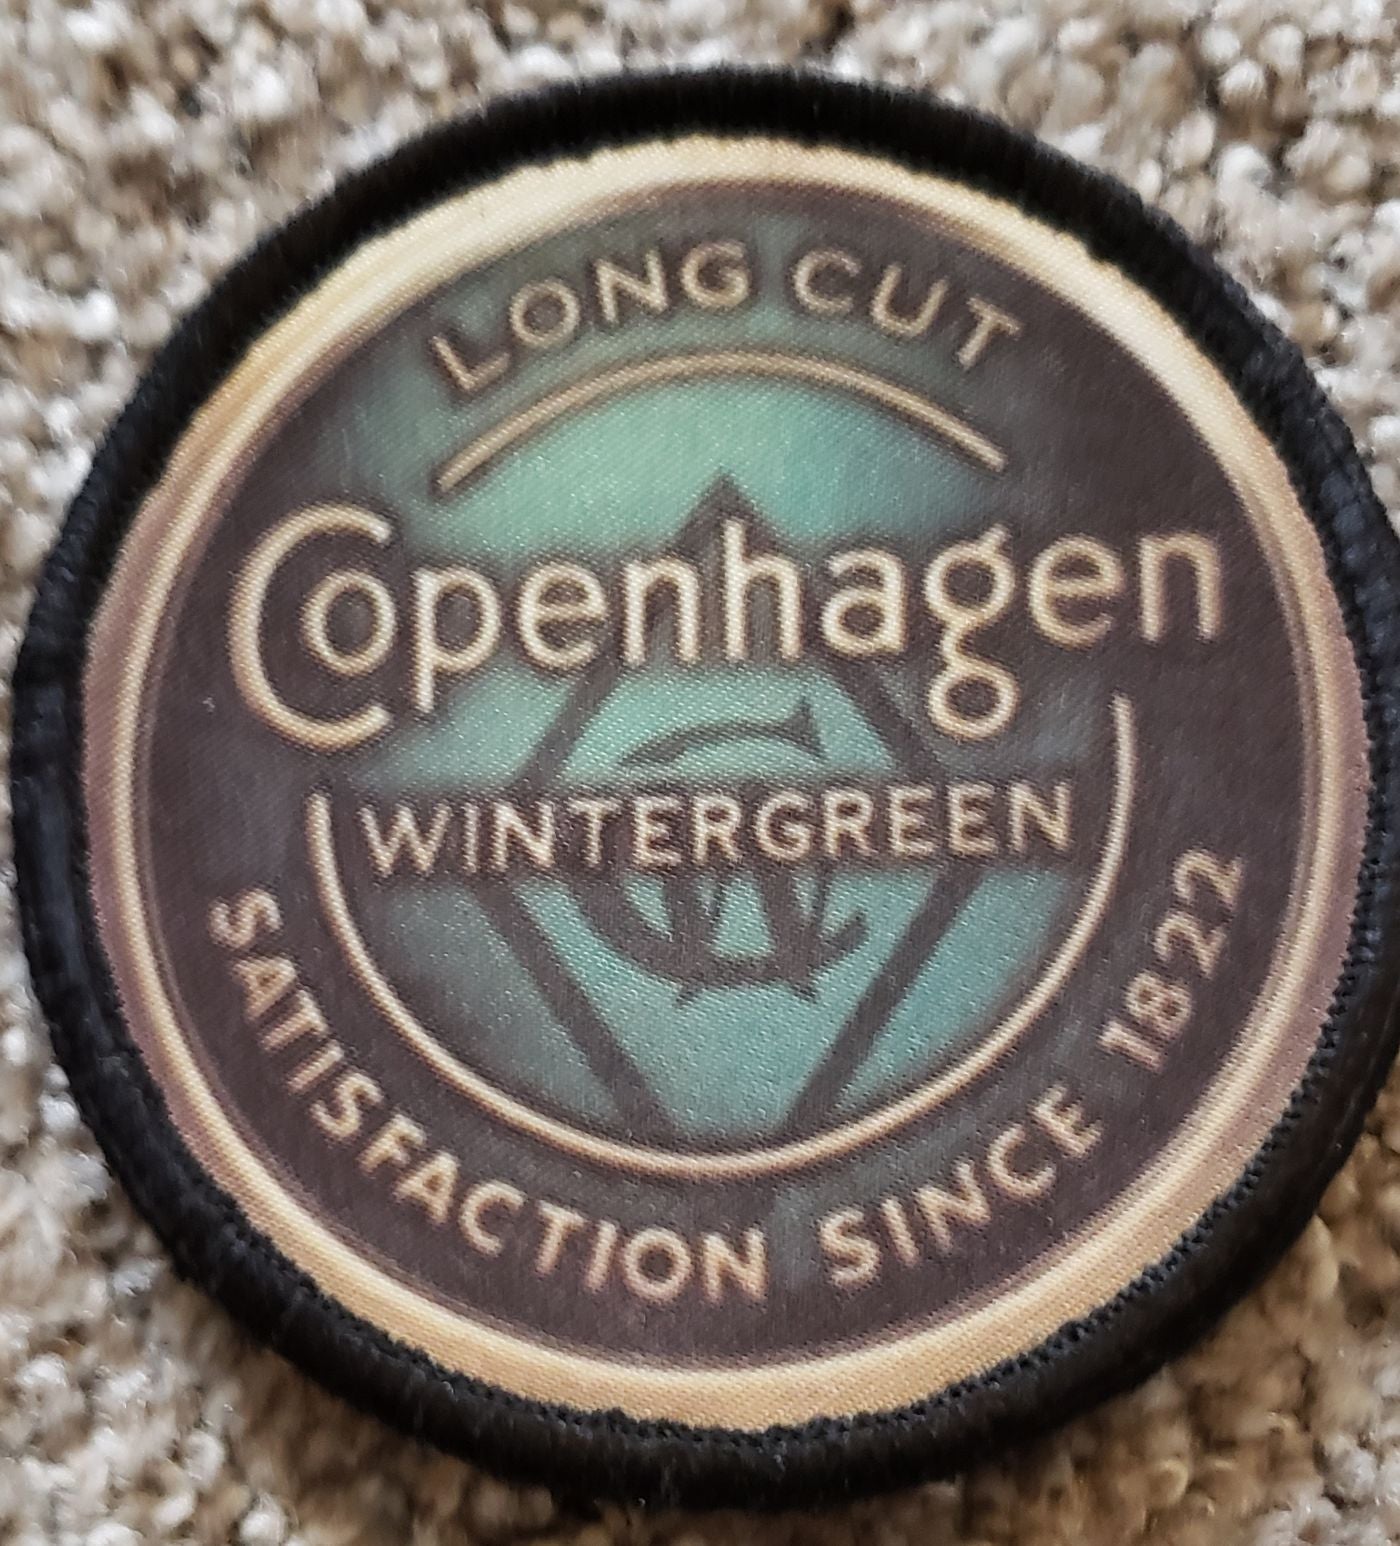 LONG CUT
Copenhagen
WINTERGREEN
SATISFACTION SINCE 1822